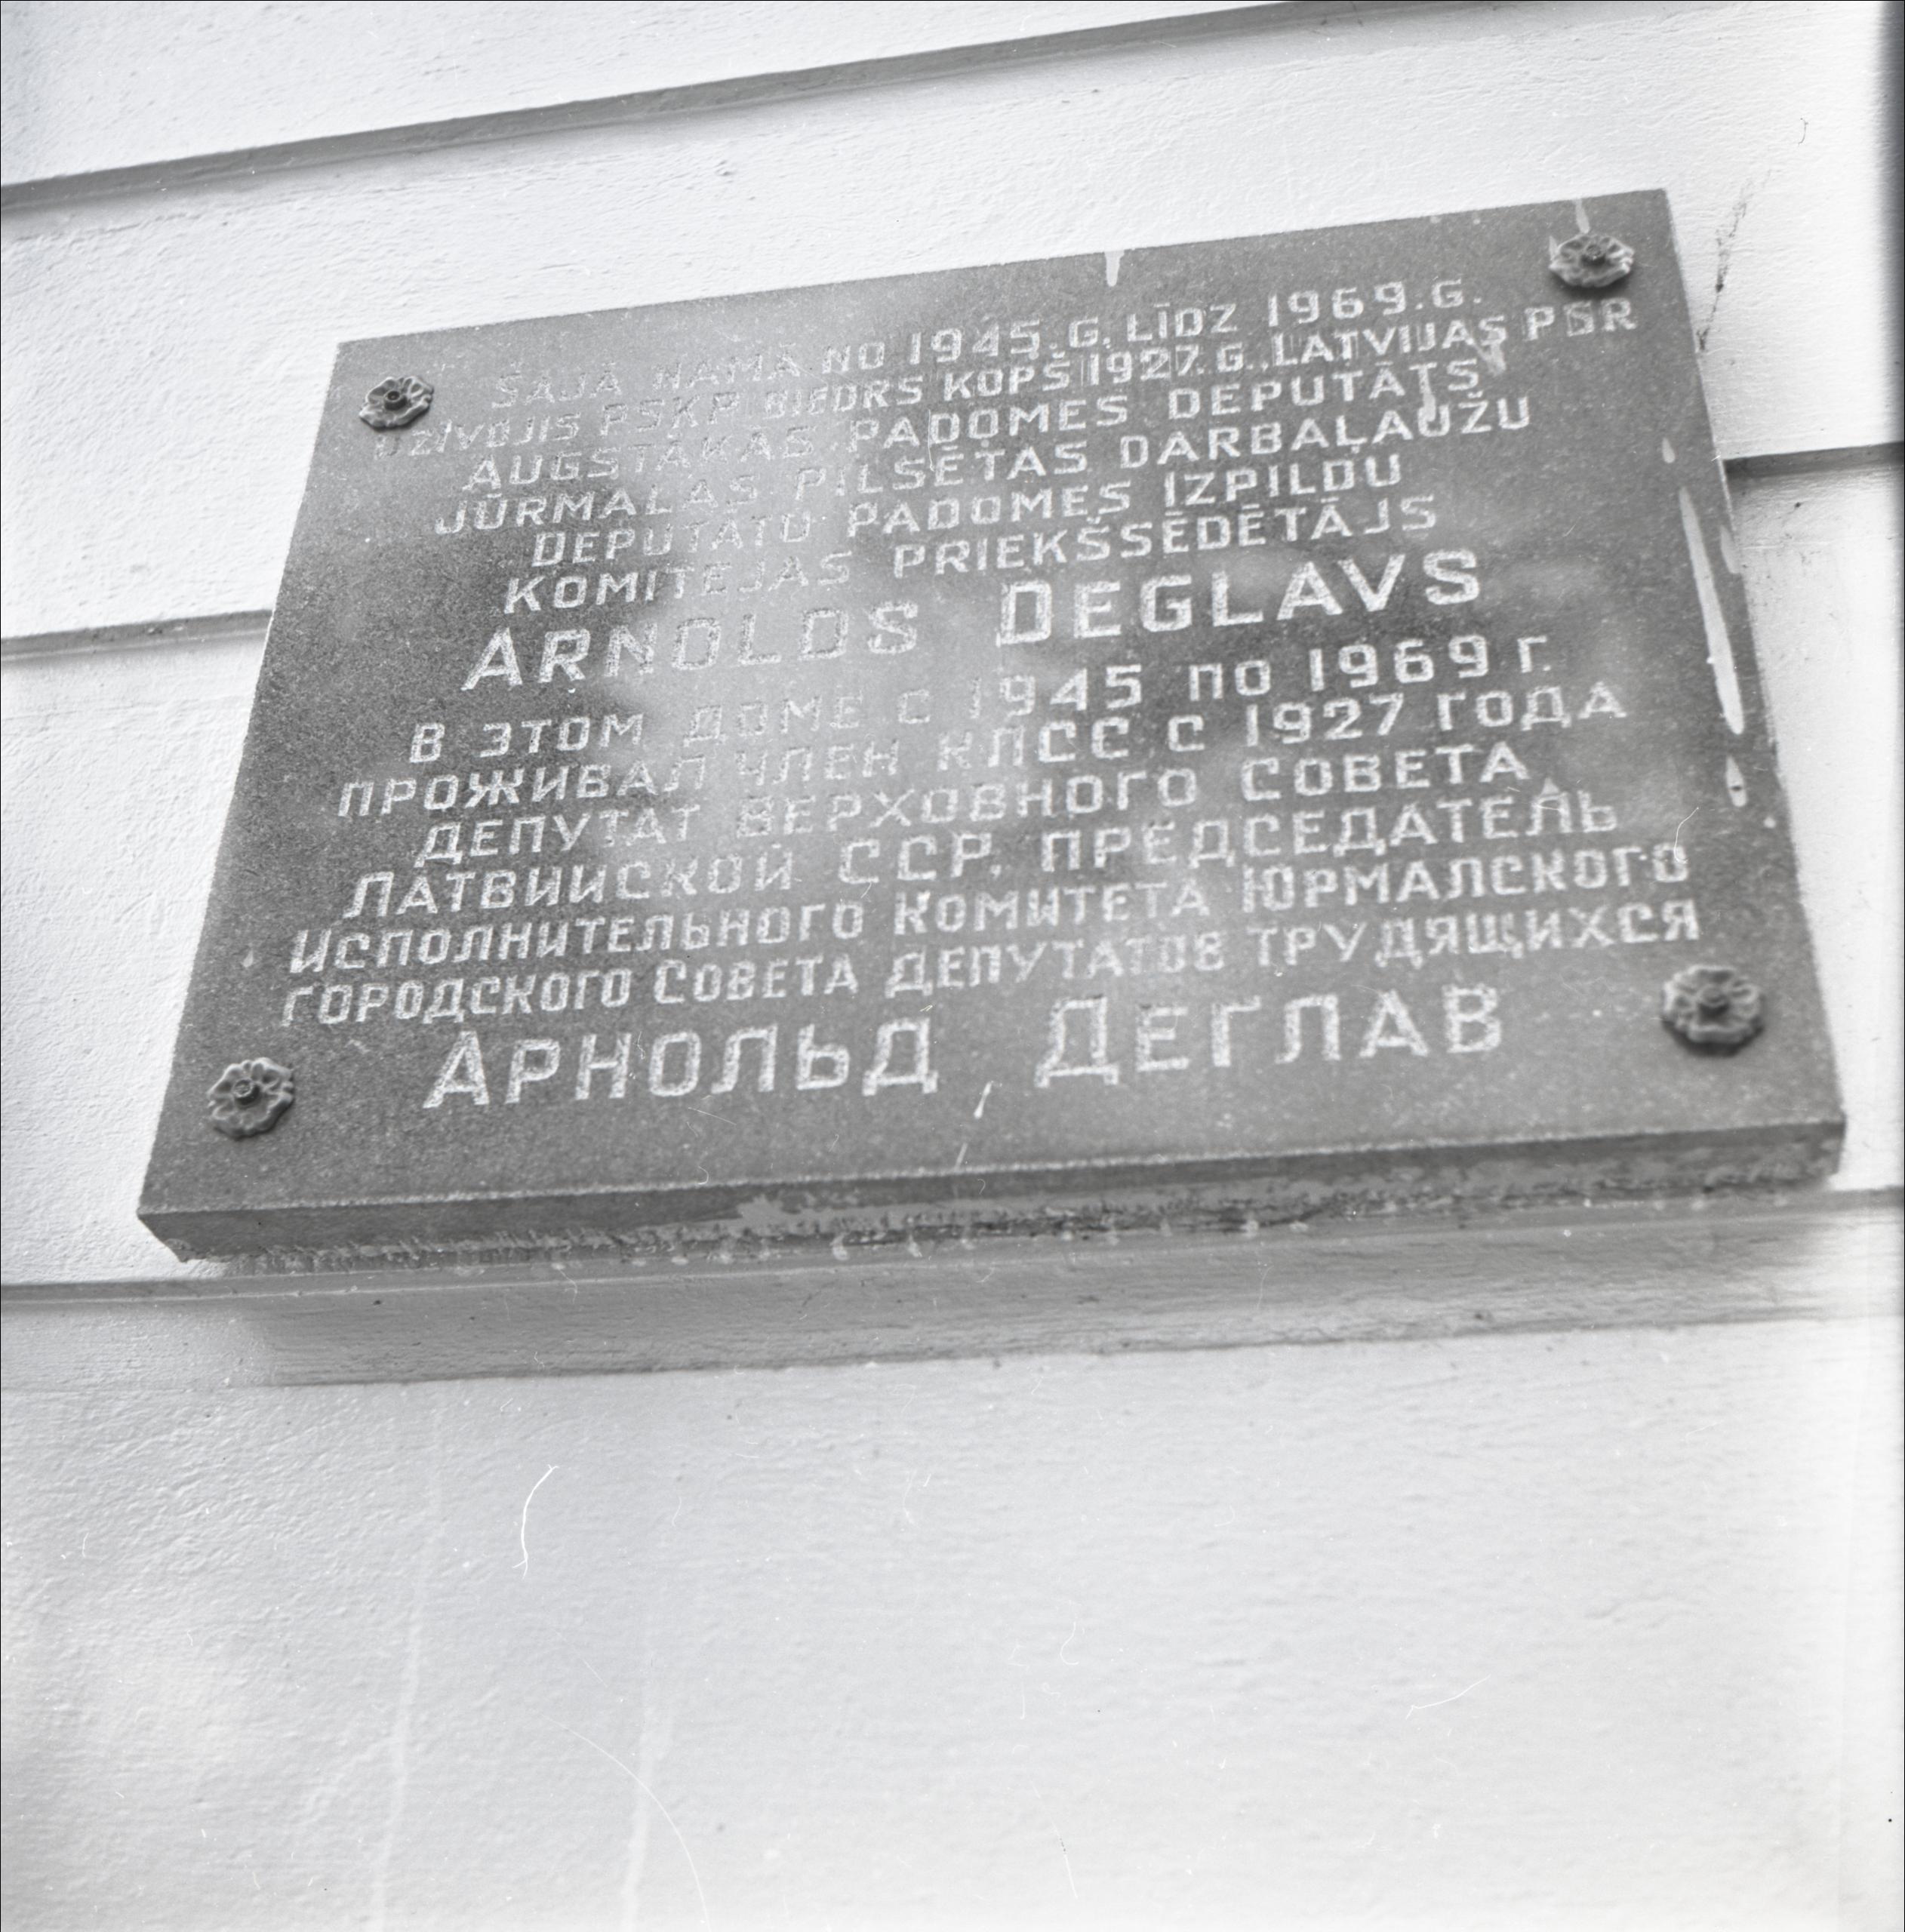 ŠAJĀ NAMĀ NO 1945. G. LĪDZ 1969. G.
DZĪVOJIS PSKP BIEDRS KOPŠ 1927. G., LATVIJAS PSR
AUGSTĀKĀS PADOMES DEPUTĀTS,
JŪRMALAS PILSĒTAS DARBAĻAUŽU
DEPUTĀTU PADOMES IZPILDU
KOMITEJAS PRIEKŠSĒDĒTĀJS
ARNOLDS DEGLAVS
В ЭТОМ ДОМЕ С 1945 ПО 1969 Г.
ПРОЖИВАЛ ЧЛЕН КПСС С 1927 ГОДА
ДЕПУТАТ ВЕРХОВНОГО СОВЕТА
ЛАТВИЙСКОЙ ССР, ПРЕДСЕДАТЕЛЬ
ИСПОЛНИТЕЛЬНОГО КОМИТЕТА ЮРМАЛСКОГО
ГОРОДСКОГО СОВЕТА ДЕПУТАТОВ ТРУДЯЩИХСЯ
АРНОЛЬД ДЕГЛАВ